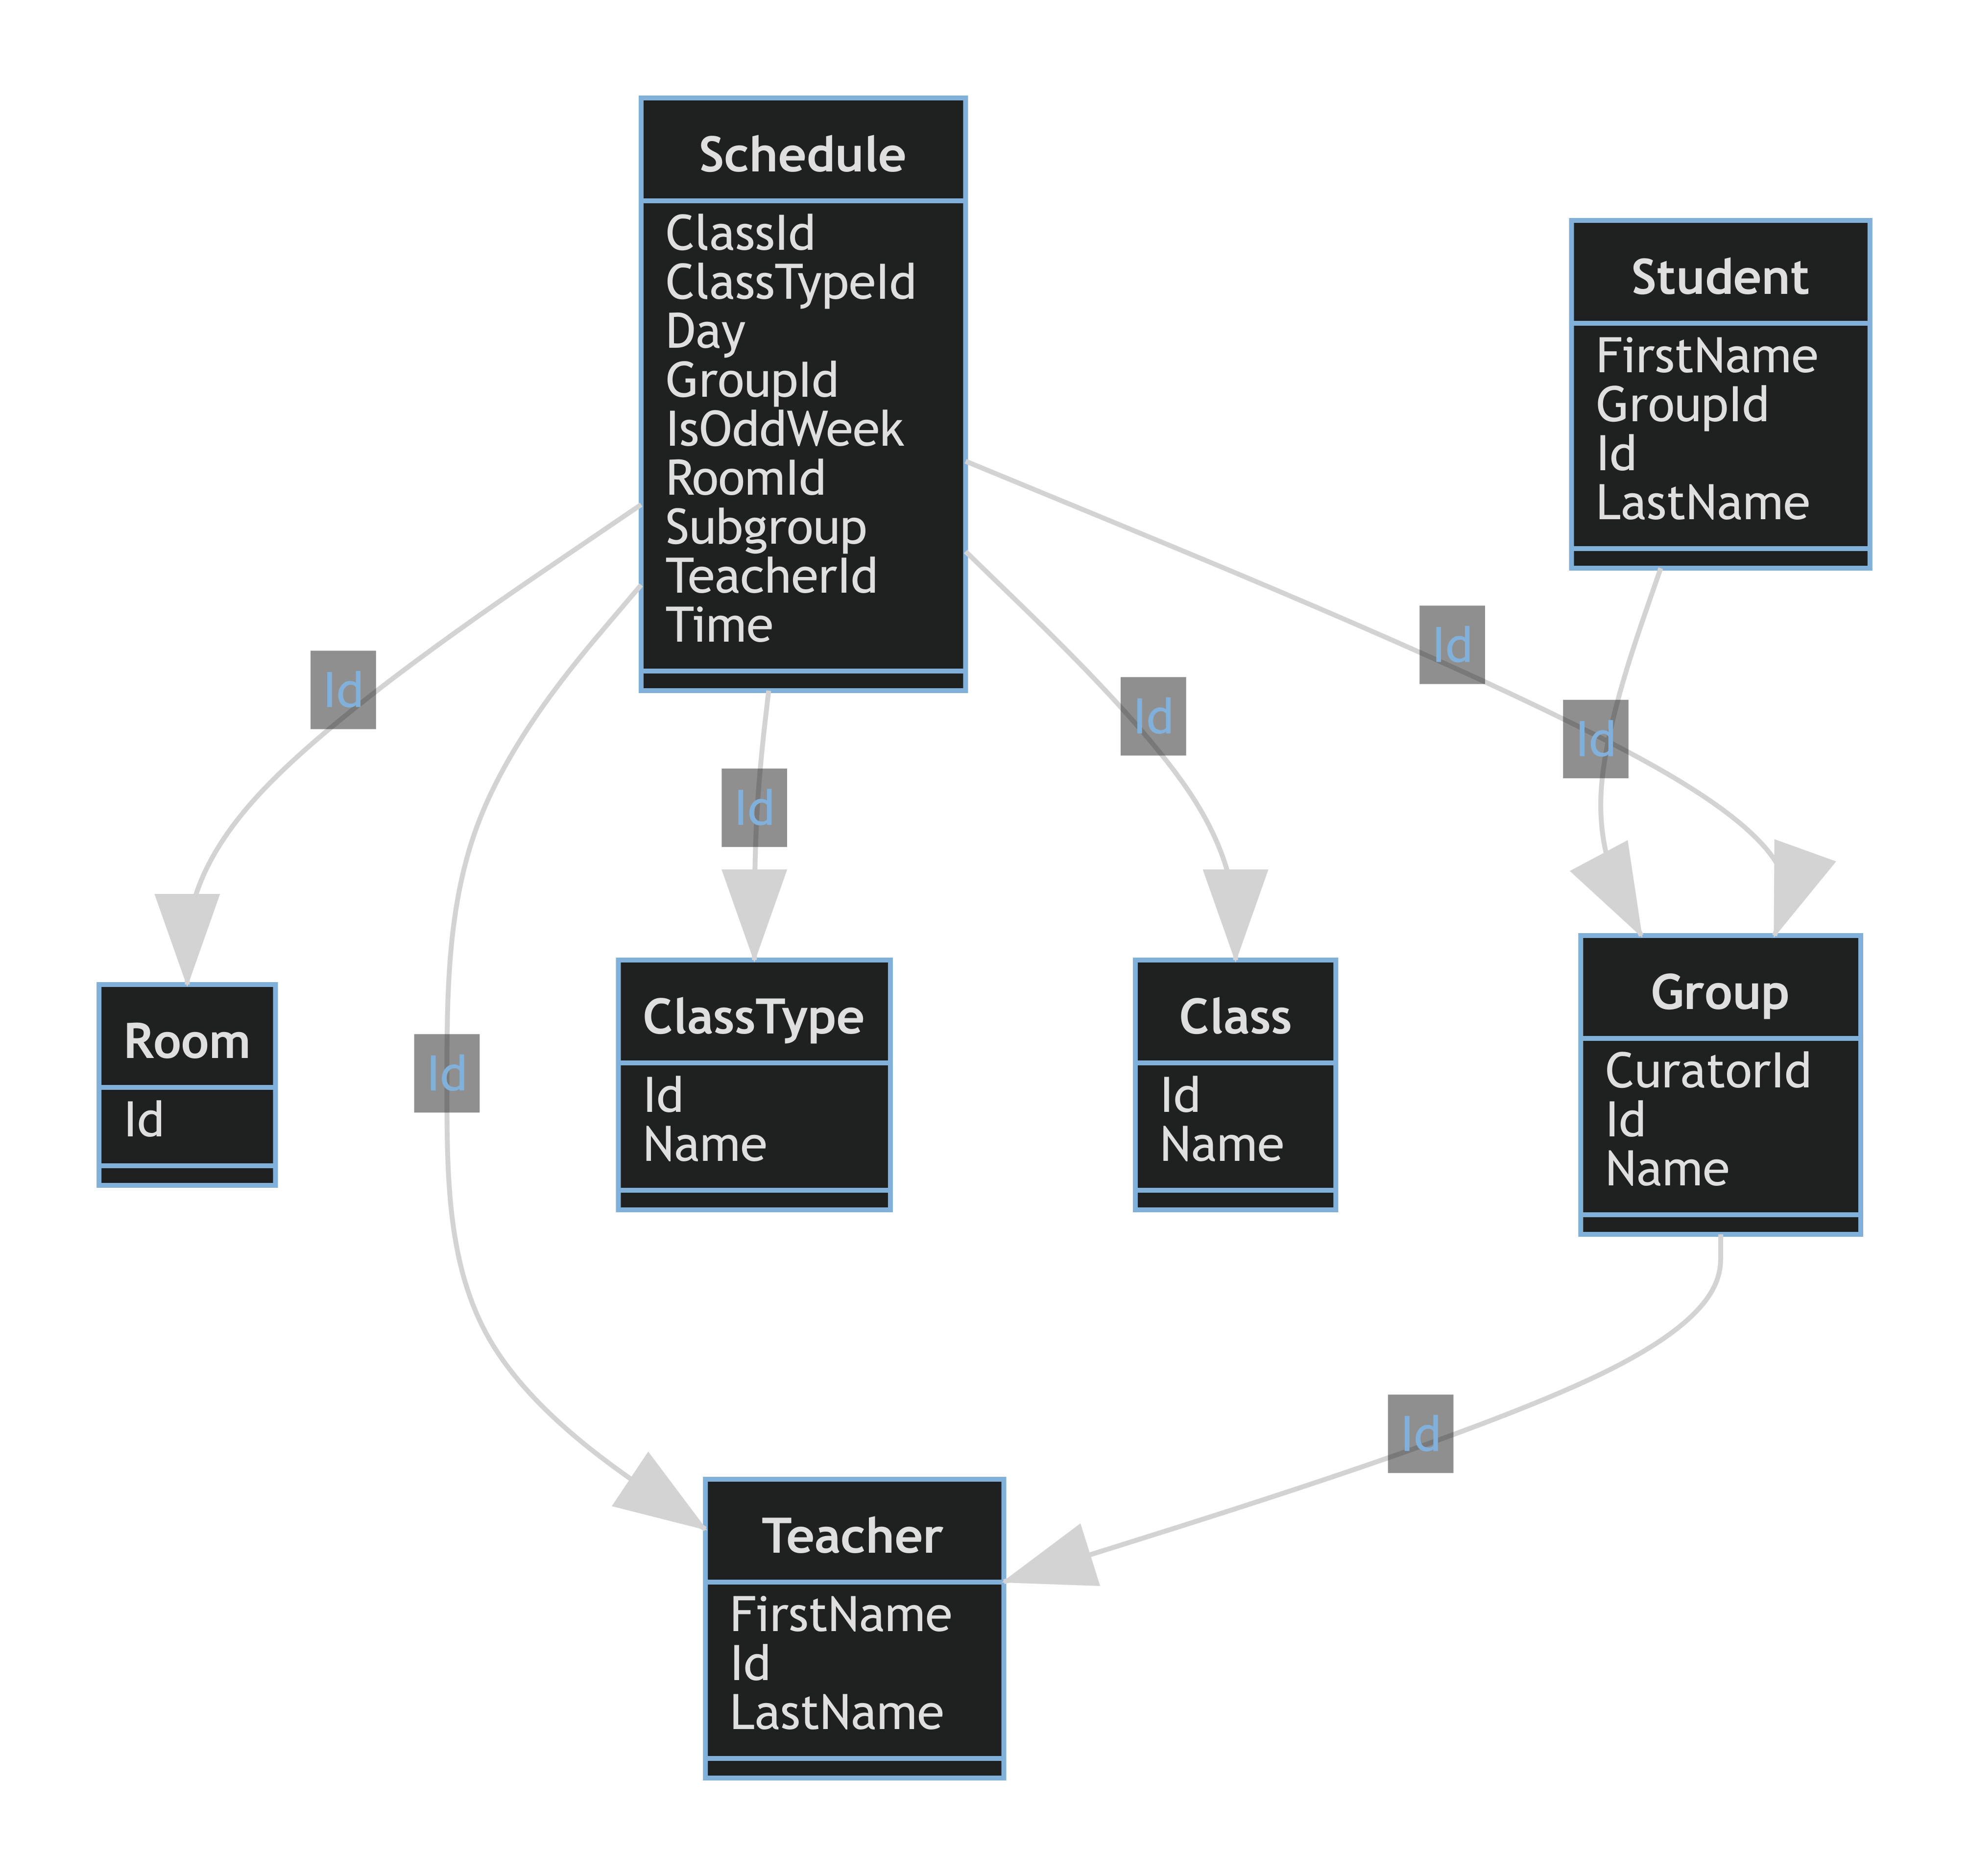 Schedule
ClassId
ClassTypeId
Day
GroupId
IsOddWeek
RoomId
Subgroup
TeacherId
Time
Student
FirstName
GroupId
Id
LastName
Id
Id
Id
Id
Id
Id
Room
Id
ClassType
Id
Name
Class
Id
Name
Group
CuratorId
Id
Name
Id
Teacher
FirstName
Id
LastName